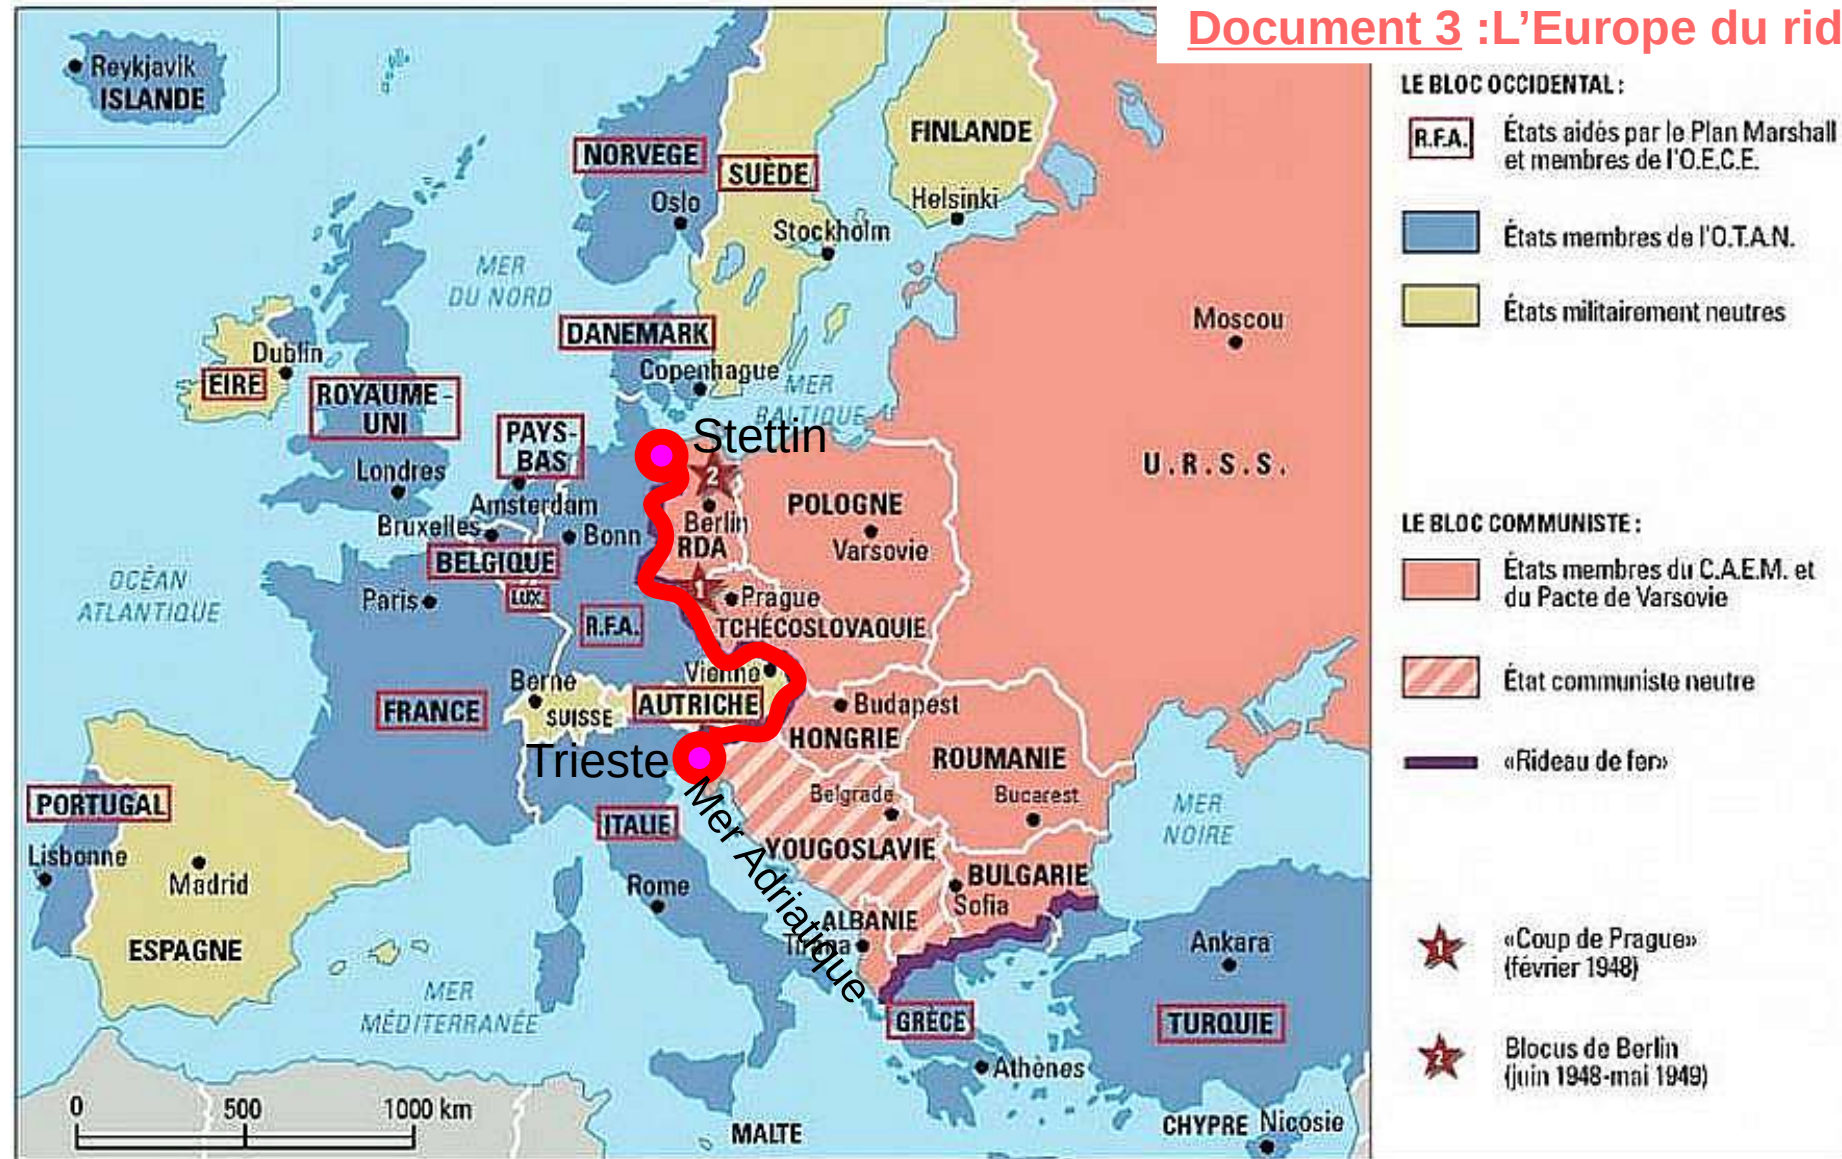 Document 3 :L’Europe du rid
Reykjavik
ISLANDE
NORVEGE
SUÈDE
FINLANDE
Oslo
Helsinki
Stockholm
MER
DU NORD
Moscou
DANEMARK
Dublin
EIRE
ROYAUME-
UNI
Copenhague
MER
BALTIQUE
PAYS-
BAS
Stettin
2
U.R.S.S.
Londres
Amsterdam
POLOGNE
Bruxelles
Bonn
Berlin
RDA
Varsovie
BELGIQUE
OCÉAN
ATLANTIQUE
Paris
LUX.
1
Prague
R.F.A.
TCHÉCOSLOVAQUIE
Vienne
Berne
AUTRICHE
Budapest
FRANCE
SUISSE
HONGRIE
Trieste
ROUMANIE
PORTUGAL
ITALIE
Mer Adriatique
Belgrade
Bucarest
MER
NOIRE
YOUGOSLAVIE
Lisbonne
Madrid
Rome
BULGARIE
Sofia
ALBANIE
Tirana
ESPAGNE
Ankara
MER
MÉDITERRANÉE
GRÈCE
TURQUIE
Athènes
0 500 1000 km
MALTE
CHYPRE Nicosie
LE BLOC OCCIDENTAL :
R.F.A.
États aidés par le Plan Marshall
et membres de l'O.E.C.E.
États membres de l'O.T.A.N.
États militairement neutres
LE BLOC COMMUNISTE :
États membres du C.A.E.M. et
du Pacte de Varsovie
État communiste neutre
«Rideau de fer»
1
«Coup de Prague»
(février 1948)
2
Blocus de Berlin
(juin 1948-mai 1949)